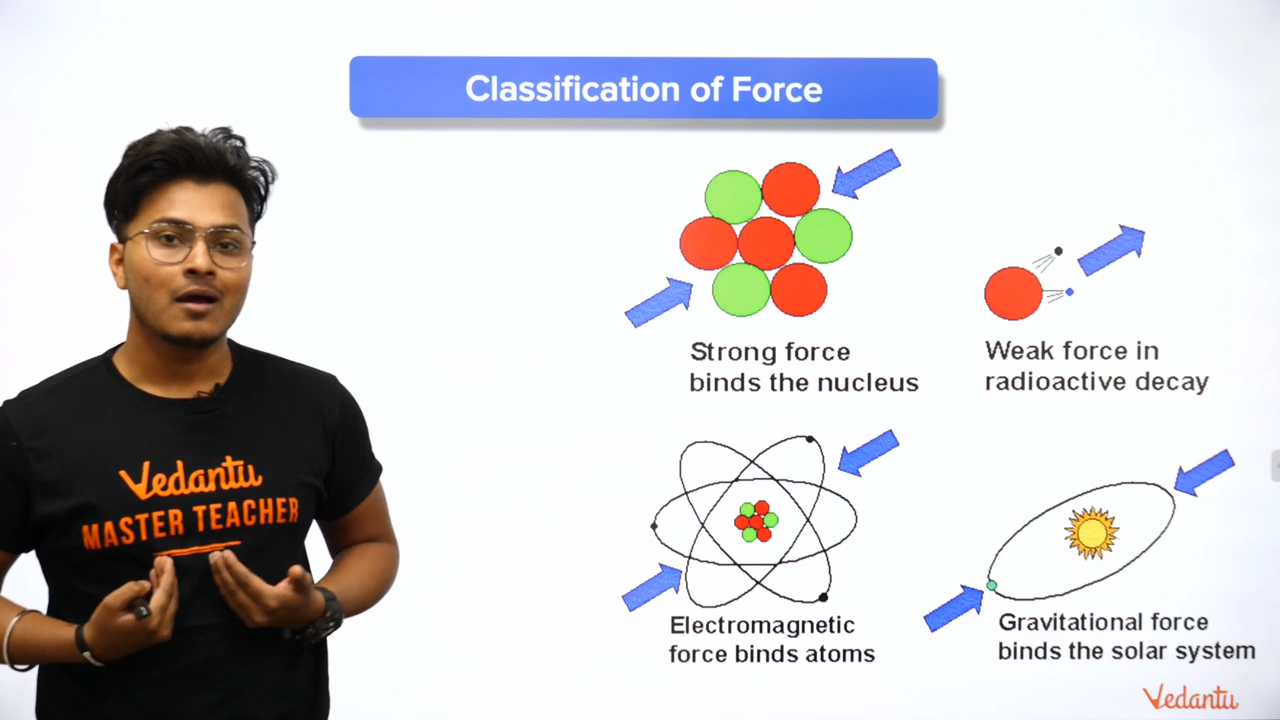 Classification of Force
Strong force
binds the nucleus
Weak force in
radioactive decay
Vedantu
MASTER TEACHER
Electromagnetic
force binds atoms
Gravitational force
binds the solar system
Vedantu